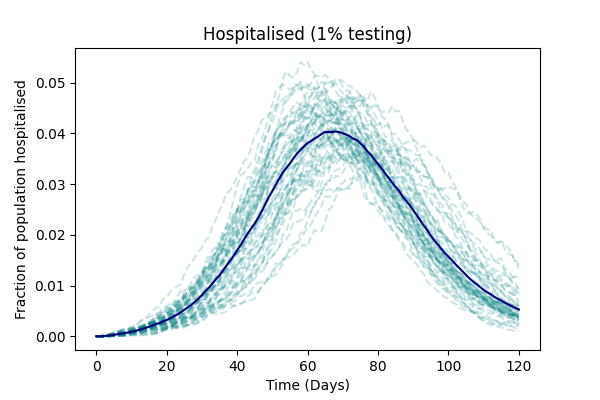 Hospitalised (1% testing)
Fraction of population hospitalised
0.05
0.04
0.03
0.02
0.01
0.00
0 20 40 60 80 100 120
Time (Days)